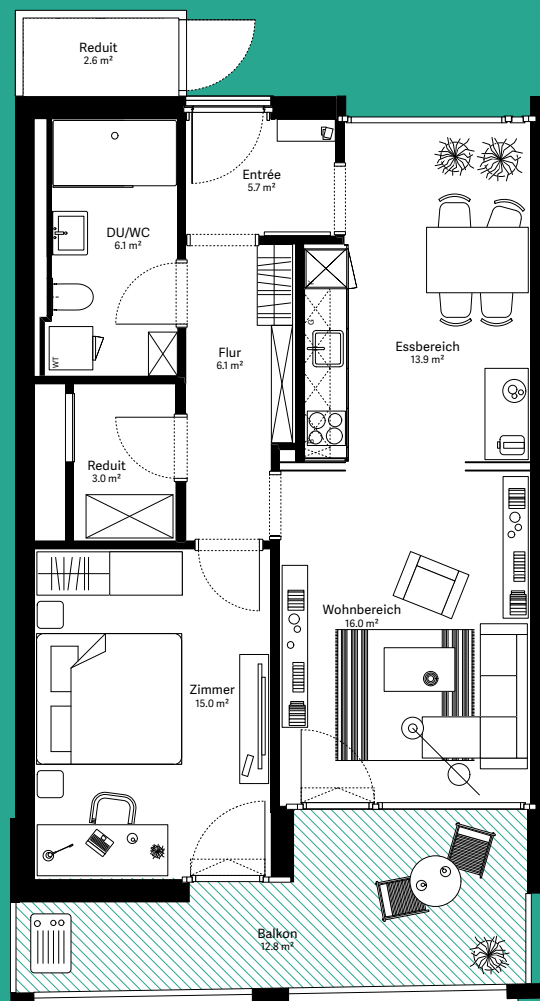 Reduit
2.6 m²
Entrée
5.7 m²
DU/WC
6.1 m²
Essbereich
13.9 m²
Flur
6.1 m²
WT
G
Reduit
3.0 m²
Wohnbereich
16.0 m²
Zimmer
15.0 m²
Balkon
12.8 m²